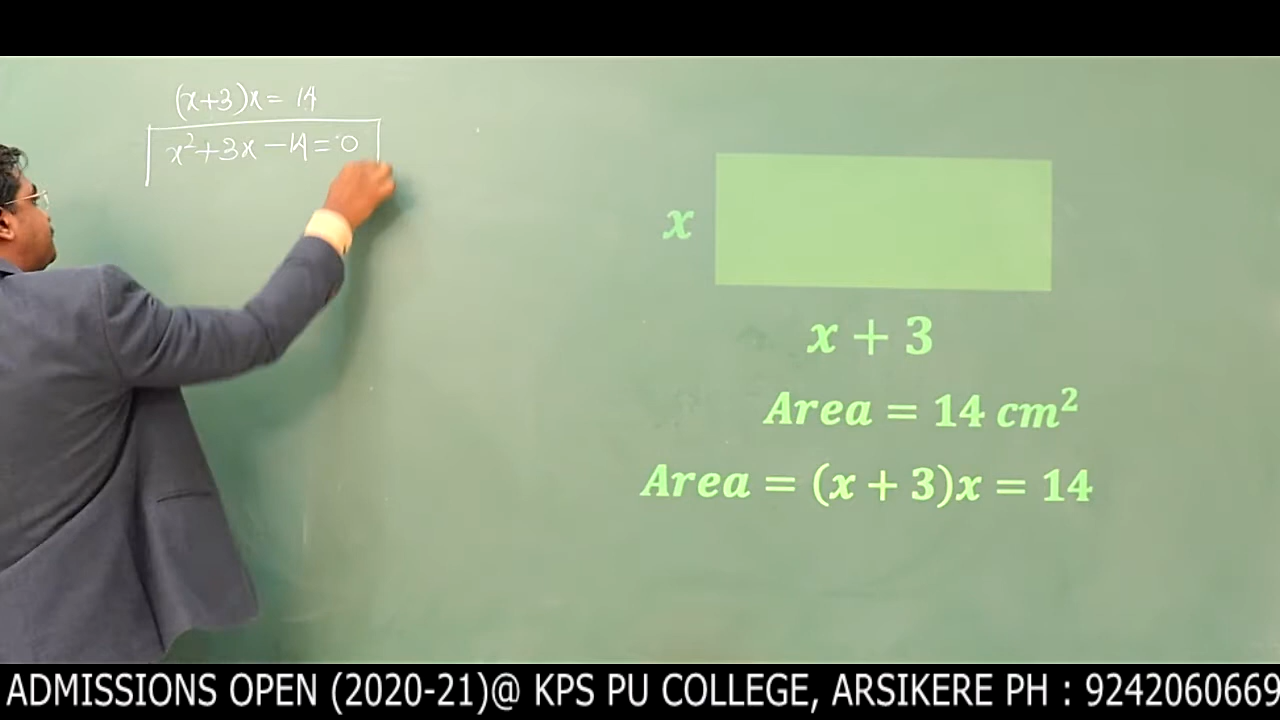 (x+3)x = 14
x²+3x-14=0
x
x + 3
Area = 14 cm²
Area = (x + 3)x = 14
ADMISSIONS OPEN (2020-21)@ KPS PU COLLEGE, ARSIKERE PH : 9242060669